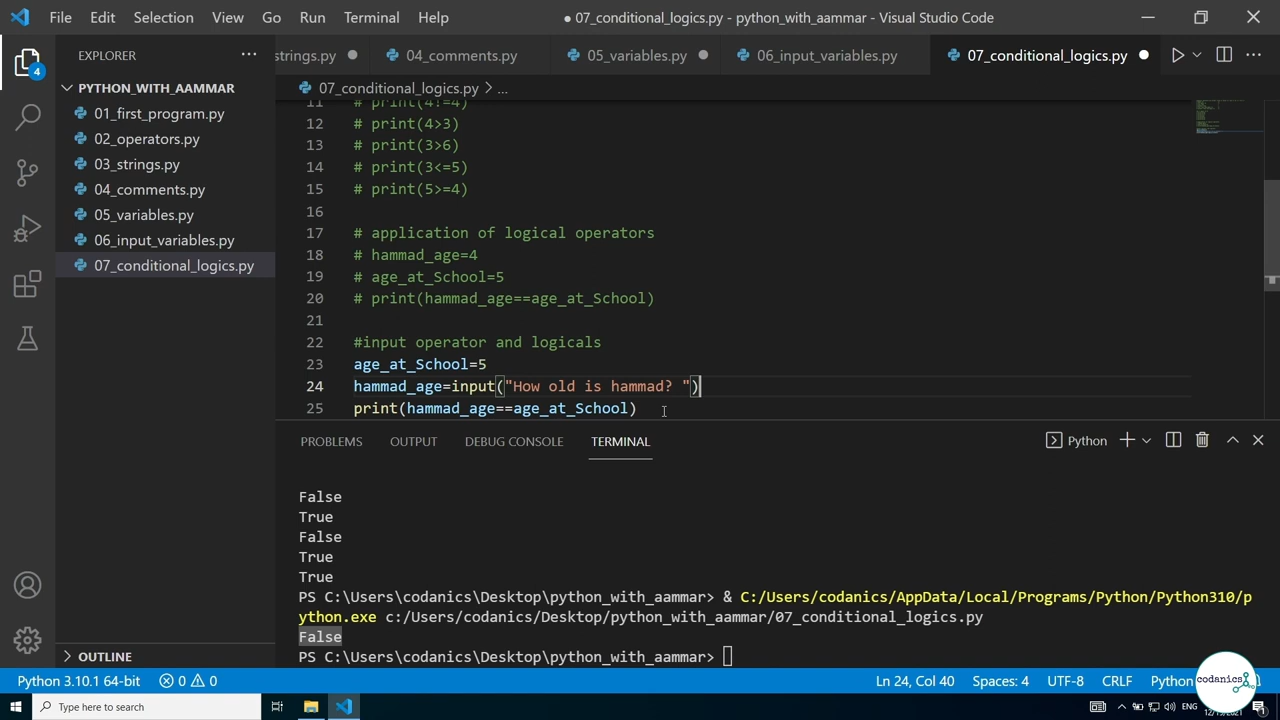 File Edit Selection View Go Run Terminal Help
● 07_conditional_logics.py - python_with_aammar - Visual Studio Code
EXPLORER
strings.py 04_comments.py 05_variables.py 06_input_variables.py 07_conditional_logics.py
4
PYTHON_WITH_AAMMAR
07_conditional_logics.py > ...
01_first_program.py
02_operators.py
03_strings.py
04_comments.py
05_variables.py
06_input_variables.py
07_conditional_logics.py
11 # print(4!=4)
12 # print(4>3)
13 # print(3>6)
14 # print(3<=5)
15 # print(5>=4)
16
17 # application of logical operators
18 # hammad_age=4
19 # age_at_School=5
20 # print(hammad_age==age_at_School)
21
22 #input operator and logicals
23 age_at_School=5
24 hammad_age=input("How old is hammad? ")
25 print(hammad_age==age_at_School)
PROBLEMS OUTPUT DEBUG CONSOLE TERMINAL
Python
False
True
False
True
True
PS C:\Users\codanics\Desktop\python_with_aammar> & C:/Users/codanics/AppData/Local/Programs/Python/Python310/p
ython.exe c:/Users/codanics/Desktop/python_with_aammar/07_conditional_logics.py
False
PS C:\Users\codanics\Desktop\python_with_aammar>
OUTLINE
Python 3.10.1 64-bit 0 0 Ln 24, Col 40 Spaces: 4 UTF-8 CRLF Python
codanics
Type here to search
ENG